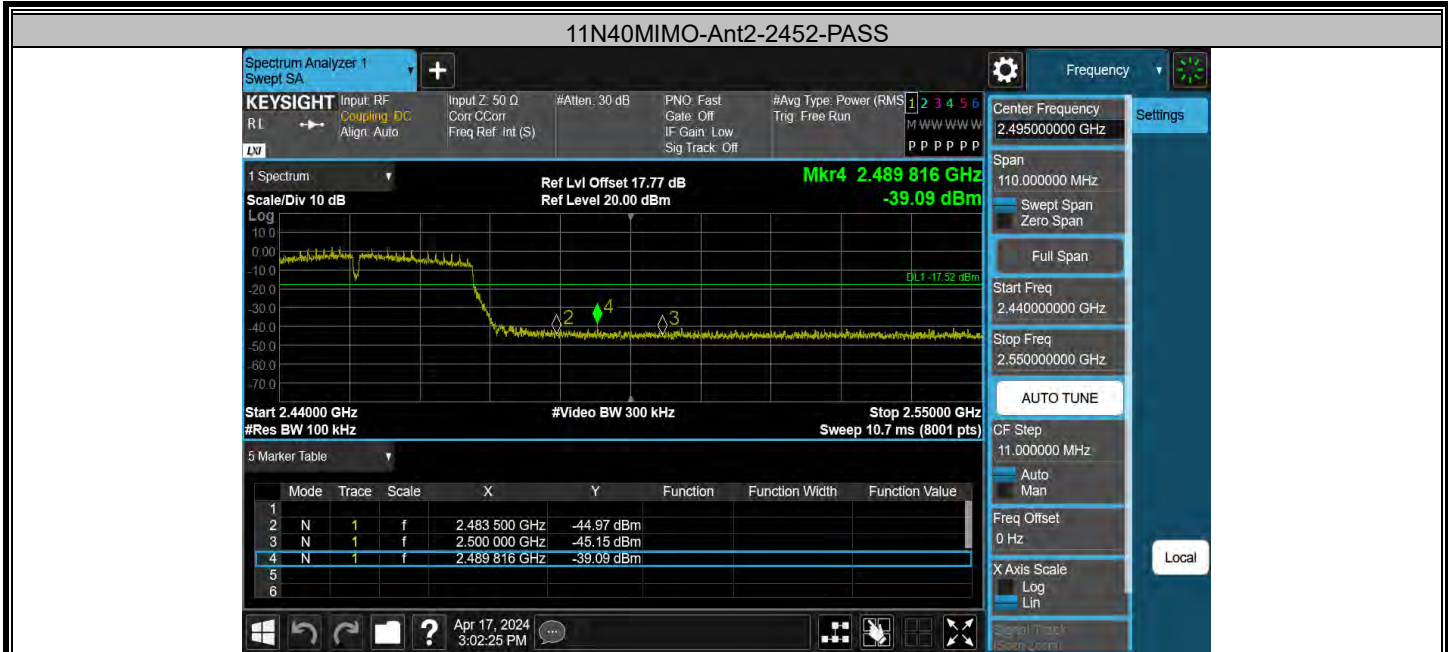 11N40MIMO-Ant2-2452-PASS
Spectrum Analyzer 1
Swept SA
+
Frequency
KEYSIGHT
RL
LXI
Input: RF
Coupling: DC
Align: Auto
Input Z: 50 Ω
Corr CCorr
Freq Ref: Int (S)
#Atten: 30 dB
PNO: Fast
Gate: Off
IF Gain: Low
Sig Track: Off
#Avg Type: Power (RMS
Trig: Free Run
1 2 3 4 5 6
M W W W W W
P P P P P P
1 Spectrum
Scale/Div 10 dB
Ref Lvl Offset 17.77 dB
Ref Level 20.00 dBm
Mkr4 2.489 816 GHz
-39.09 dBm
Log
10.0
0.00
-10.0
-20.0
-30.0
-40.0
-50.0
-60.0
-70.0
DL1 -17.52 dBm
2
4
3
Start 2.44000 GHz
#Res BW 100 kHz
#Video BW 300 kHz
Stop 2.55000 GHz
Sweep 10.7 ms (8001 pts)
5 Marker Table
Mode Trace Scale X Y Function Function Width Function Value
1
2 N 1 f 2.483 500 GHz -44.97 dBm
3 N 1 f 2.500 000 GHz -45.15 dBm
4 N 1 f 2.489 816 GHz -39.09 dBm
5
6
?
Apr 17, 2024
3:02:25 PM
Center Frequency
2.495000000 GHz
Span
110.000000 MHz
Swept Span
Zero Span
Full Span
Start Freq
2.440000000 GHz
Stop Freq
2.550000000 GHz
AUTO TUNE
CF Step
11.000000 MHz
Auto
Man
Freq Offset
0 Hz
X Axis Scale
Log
Lin
Signal Track
(Span Zoom)
Settings
Local